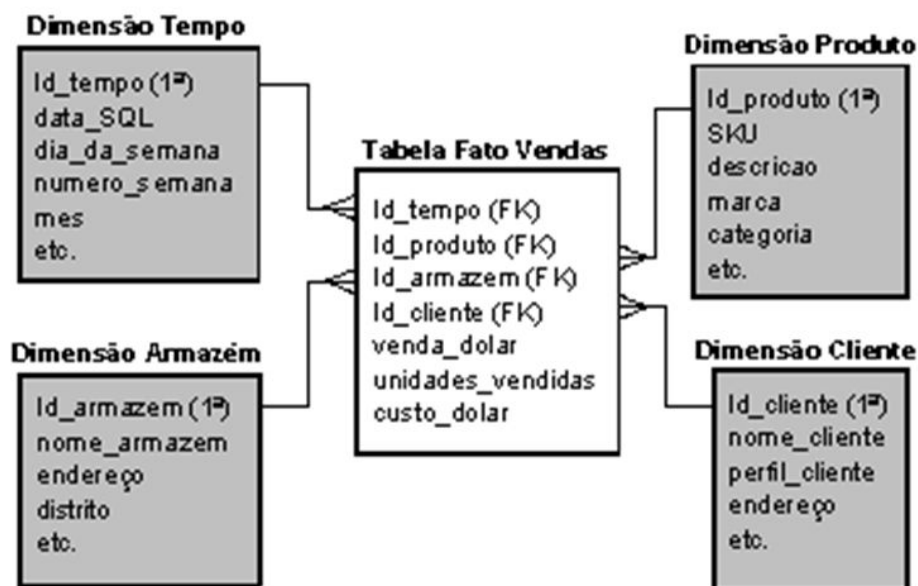 Dimensão Tempo
Id_tempo (1ª)
data_SQL
dia_da_semana
numero_semana
mes
etc.
Dimensão Produto
Id_produto (1ª)
SKU
descricao
marca
categoria
etc.
Tabela Fato Vendas
Id_tempo (FK)
Id_produto (FK)
Id_armazem (FK)
Id_cliente (FK)
venda_dolar
unidades_vendidas
custo_dolar
Dimensão Armazém
Id_armazem (1ª)
nome_armazem
endereço
distrito
etc.
Dimensão Cliente
Id_cliente (1ª)
nome_cliente
perfil_cliente
endereço
etc.